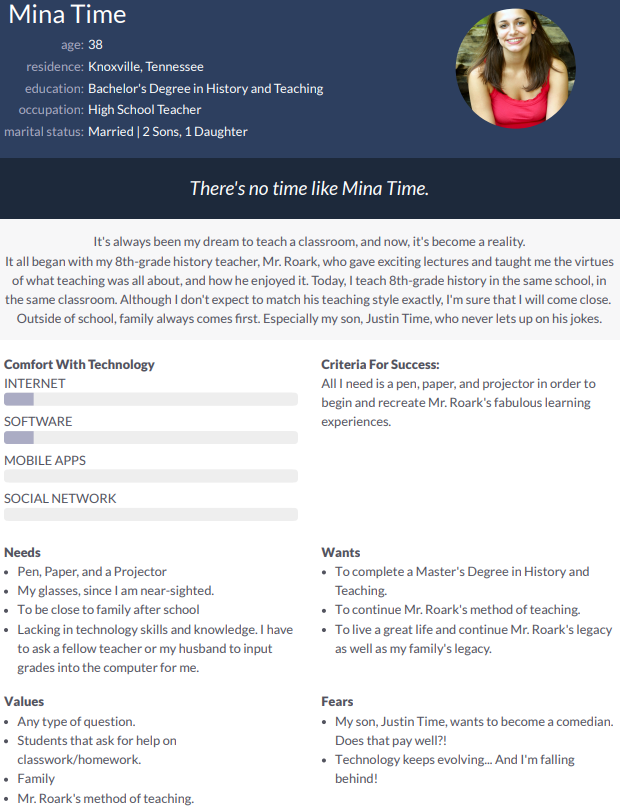 Mina Time
age: 38
residence: Knoxville, Tennessee
education: Bachelor's Degree in History and Teaching
occupation: High School Teacher
marital status: Married | 2 Sons, 1 Daughter
There's no time like Mina Time.
It's always been my dream to teach a classroom, and now, it's become a reality.
It all began with my 8th-grade history teacher, Mr. Roark, who gave exciting lectures and taught me the virtues
of what teaching was all about, and how he enjoyed it. Today, I teach 8th-grade history in the same school, in
the same classroom. Although I don't expect to match his teaching style exactly, I'm sure that I will come close.
Outside of school, family always comes first. Especially my son, Justin Time, who never lets up on his jokes.
Comfort With Technology
INTERNET
SOFTWARE
MOBILE APPS
SOCIAL NETWORK
Criteria For Success:
All I need is a pen, paper, and projector in order to
begin and recreate Mr. Roark's fabulous learning
experiences.
Needs
• Pen, Paper, and a Projector
• My glasses, since I am near-sighted.
• To be close to family after school
• Lacking in technology skills and knowledge. I have
to ask a fellow teacher or my husband to input
grades into the computer for me.
Wants
• To complete a Master's Degree in History and
Teaching.
• To continue Mr. Roark's method of teaching.
• To live a great life and continue Mr. Roark's legacy
as well as my family's legacy.
Values
• Any type of question.
• Students that ask for help on
classwork/homework.
• Family
• Mr. Roark's method of teaching.
Fears
• My son, Justin Time, wants to become a comedian.
Does that pay well?!
• Technology keeps evolving... And I'm falling
behind!